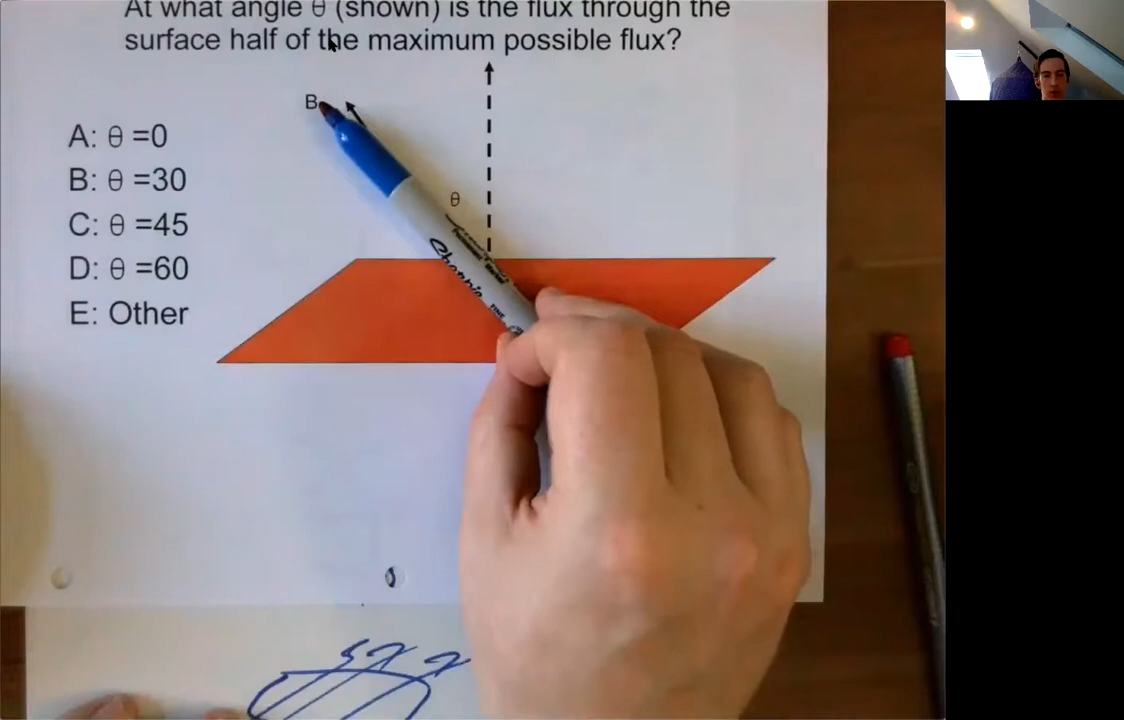 At what angle θ (shown) is the flux through the
surface half of the maximum possible flux?
B
A: θ =0
B: θ =30
θ
C: θ =45
D: θ =60
E: Other
Sharpie
FINE